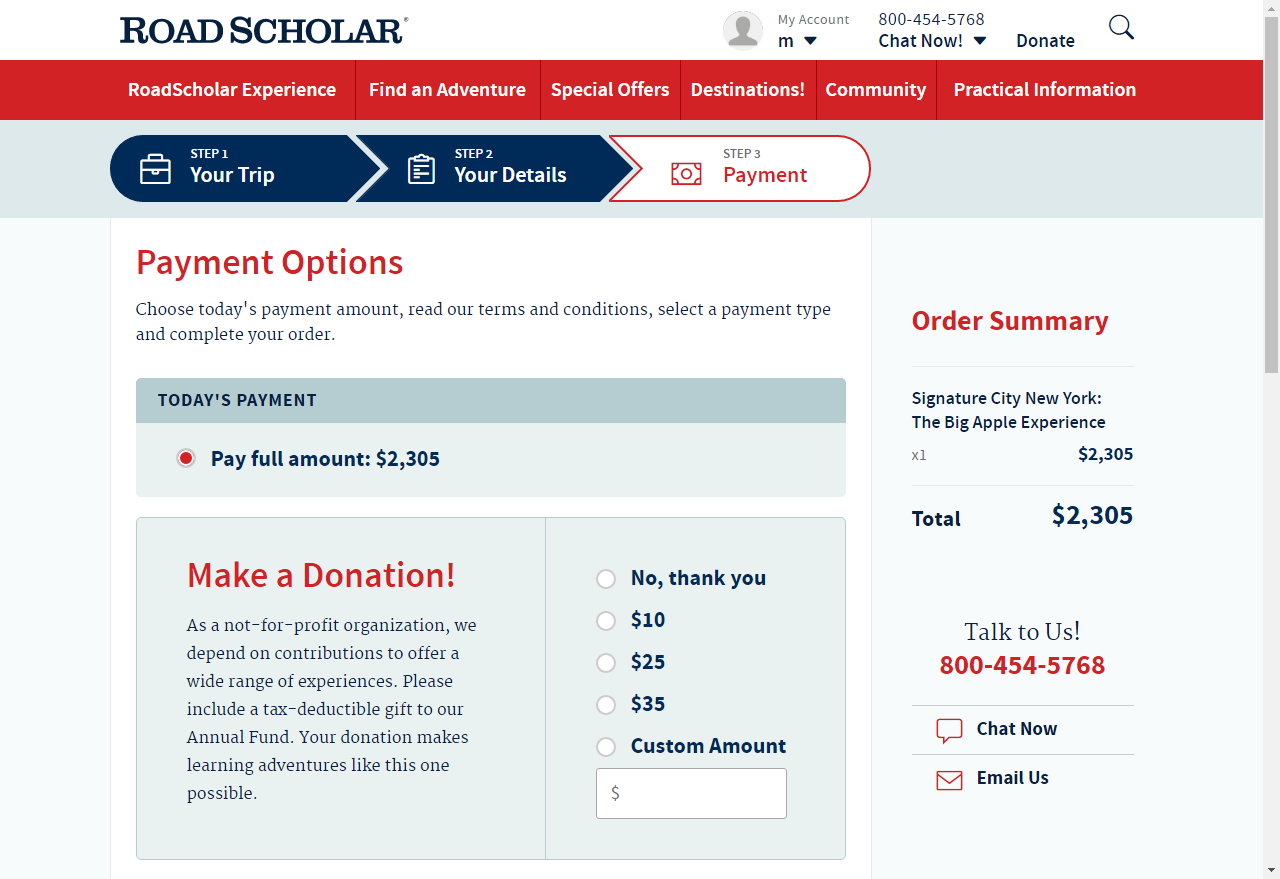 ROAD SCHOLAR®
My Account
m
800-454-5768
Chat Now!
Donate
RoadScholar Experience
Find an Adventure
Special Offers
Destinations!
Community
Practical Information
STEP 1
Your Trip
STEP 2
Your Details
STEP 3
Payment
Payment Options
Choose today's payment amount, read our terms and conditions, select a payment type
and complete your order.
TODAY'S PAYMENT
Pay full amount: $2,305
Make a Donation!
As a not-for-profit organization, we
depend on contributions to offer a
wide range of experiences. Please
include a tax-deductible gift to our
Annual Fund. Your donation makes
learning adventures like this one
possible.
No, thank you
$10
$25
$35
Custom Amount
$
Order Summary
Signature City New York:
The Big Apple Experience
x1 $2,305
Total $2,305
Talk to Us!
800-454-5768
Chat Now
Email Us